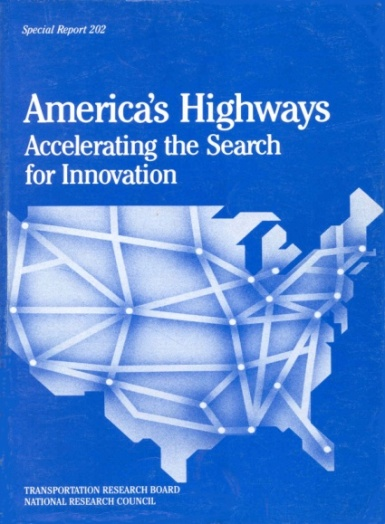 Special Report 202
America's Highways
Accelerating the Search
for Innovation
TRANSPORTATION RESEARCH BOARD
NATIONAL RESEARCH COUNCIL